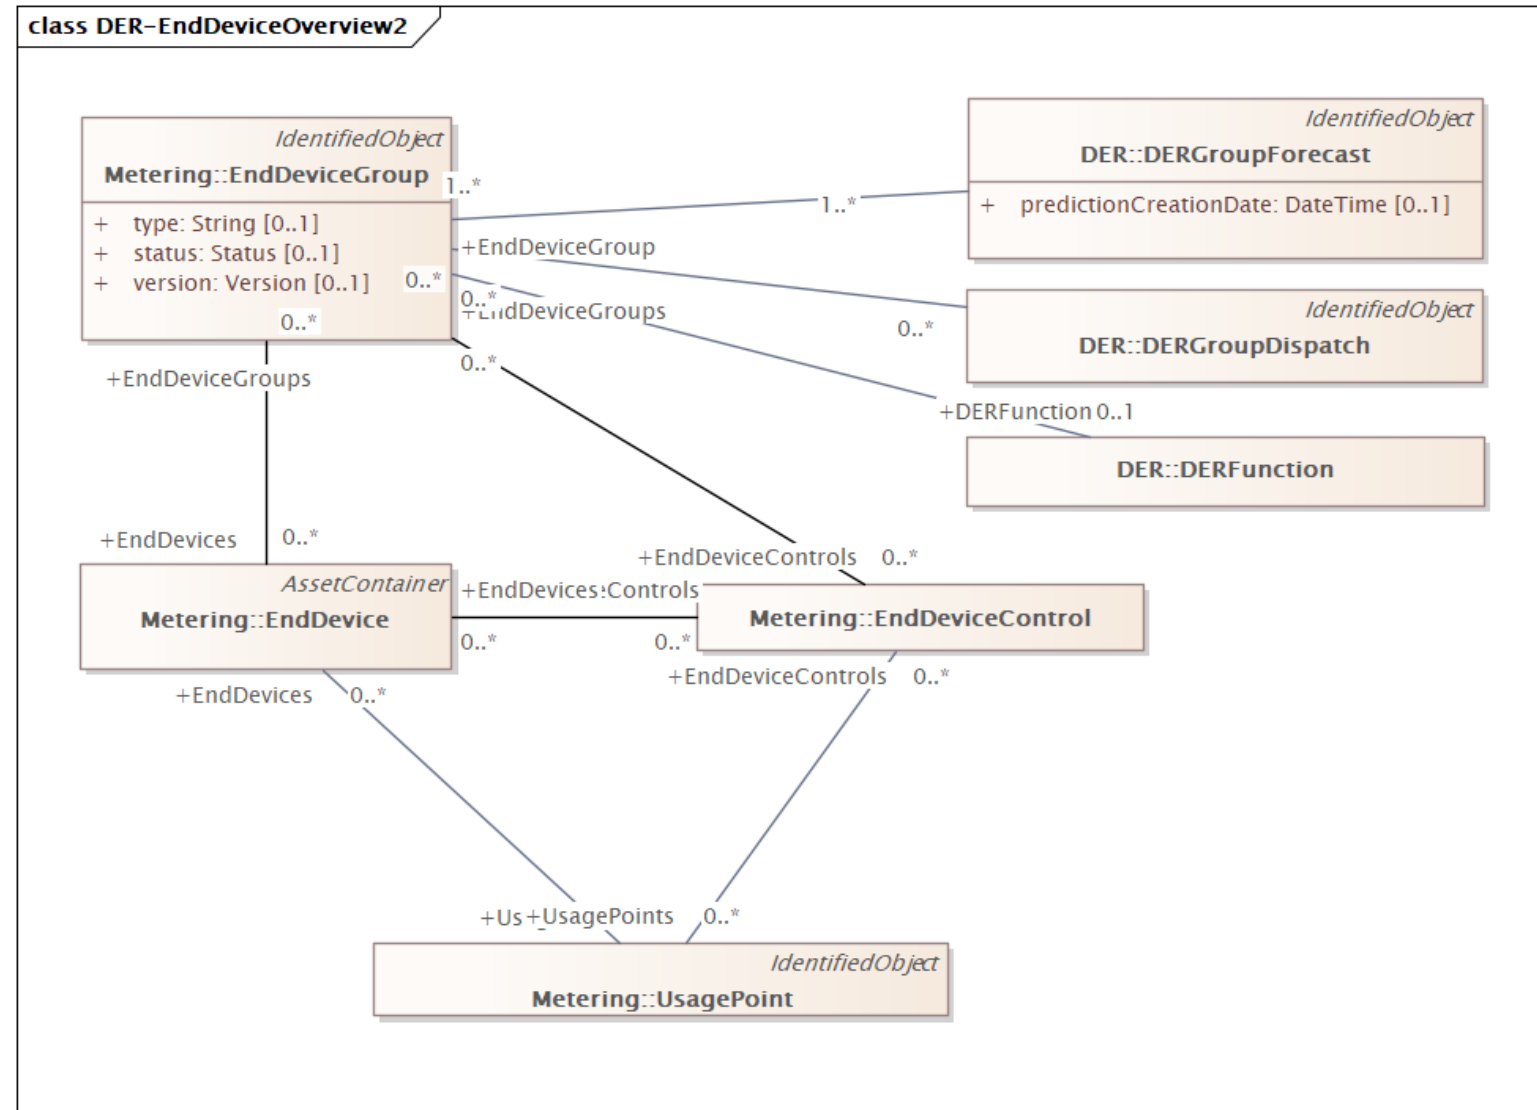 class DER-EndDeviceOverview2
IdentifiedObject
Metering::EndDeviceGroup
+ type: String [0..1]
+ status: Status [0..1]
+ version: Version [0..1]
IdentifiedObject
DER::DERGroupForecast
+ predictionCreationDate: DateTime [0..1]
1..*
1..*
+EndDeviceGroup
0..*
0..*
IdentifiedObject
DER::DERGroupDispatch
0..*
+EndDeviceGroups
0..*
+DERFunction 0..1
DER::DERFunction
0..*
+EndDeviceGroups
+EndDevices
0..*
+EndDeviceControls
0..*
AssetContainer
Metering::EndDevice
+EndDevices
Controls
0..*
0..*
Metering::EndDeviceControl
+EndDevices
0..*
+EndDeviceControls
0..*
+Us
+UsagePoints
0..*
IdentifiedObject
Metering::UsagePoint